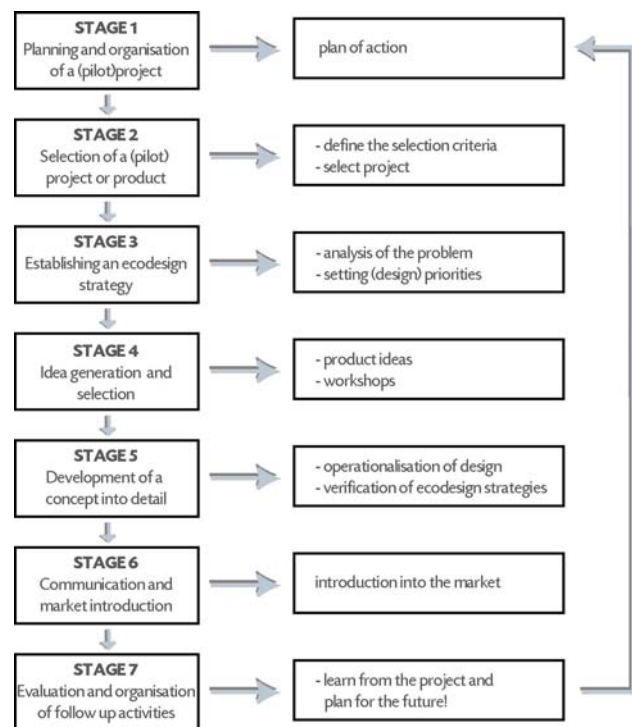 STAGE 1
Planning and organisation
of a (pilot)project
plan of action
STAGE 2
Selection of a (pilot)
project or product
- define the selection criteria
- select project
STAGE 3
Establishing an ecodesign
strategy
- analysis of the problem
- setting (design) priorities
STAGE 4
Idea generation and
selection
- product ideas
- workshops
STAGE 5
Development of a
concept into detail
- operationalisation of design
- verification of ecodesign strategies
STAGE 6
Communication and
market introduction
introduction into the market
STAGE 7
Evaluation and organisation
of follow up activities
- learn from the project and
plan for the future!